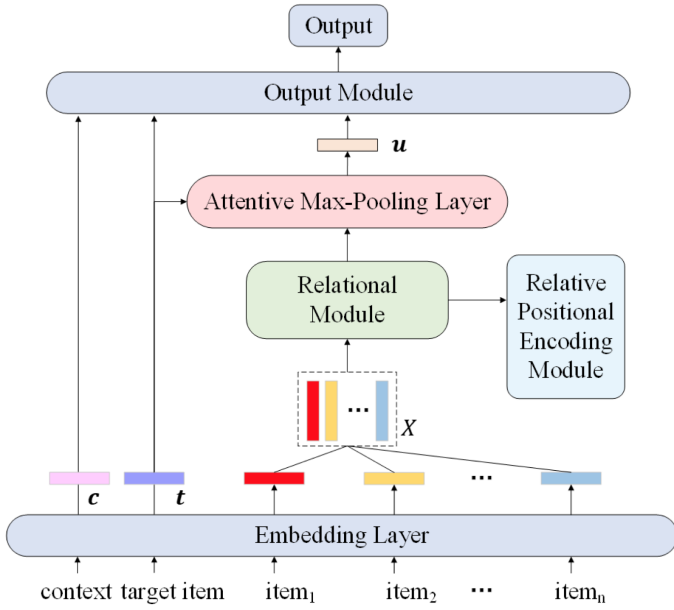 Output
Output Module
u
Attentive Max-Pooling Layer
Relational
Module
Relative
Positional
Encoding
Module
...
X
c
t
...
Embedding Layer
context target item item₁ item₂ ... itemₙ